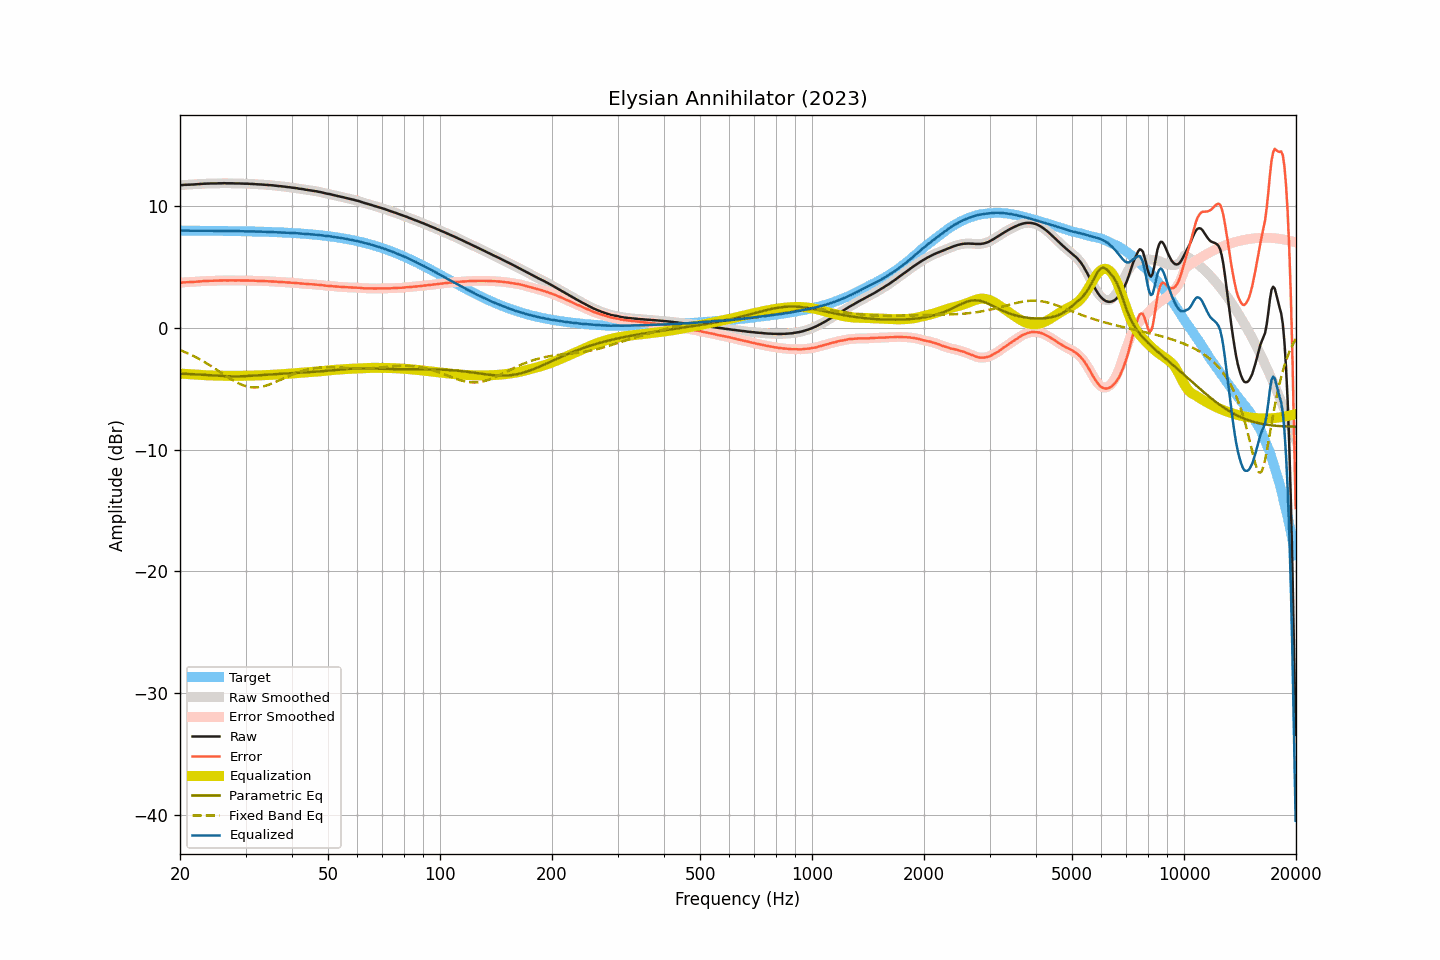 Elysian Annihilator (2023)
10
0
−10
−20
−30
−40
Amplitude (dBr)
Target
Raw Smoothed
Error Smoothed
Raw
Error
Equalization
Parametric Eq
Fixed Band Eq
Equalized
20 50 100 200 500 1000 2000 5000 10000 20000
Frequency (Hz)